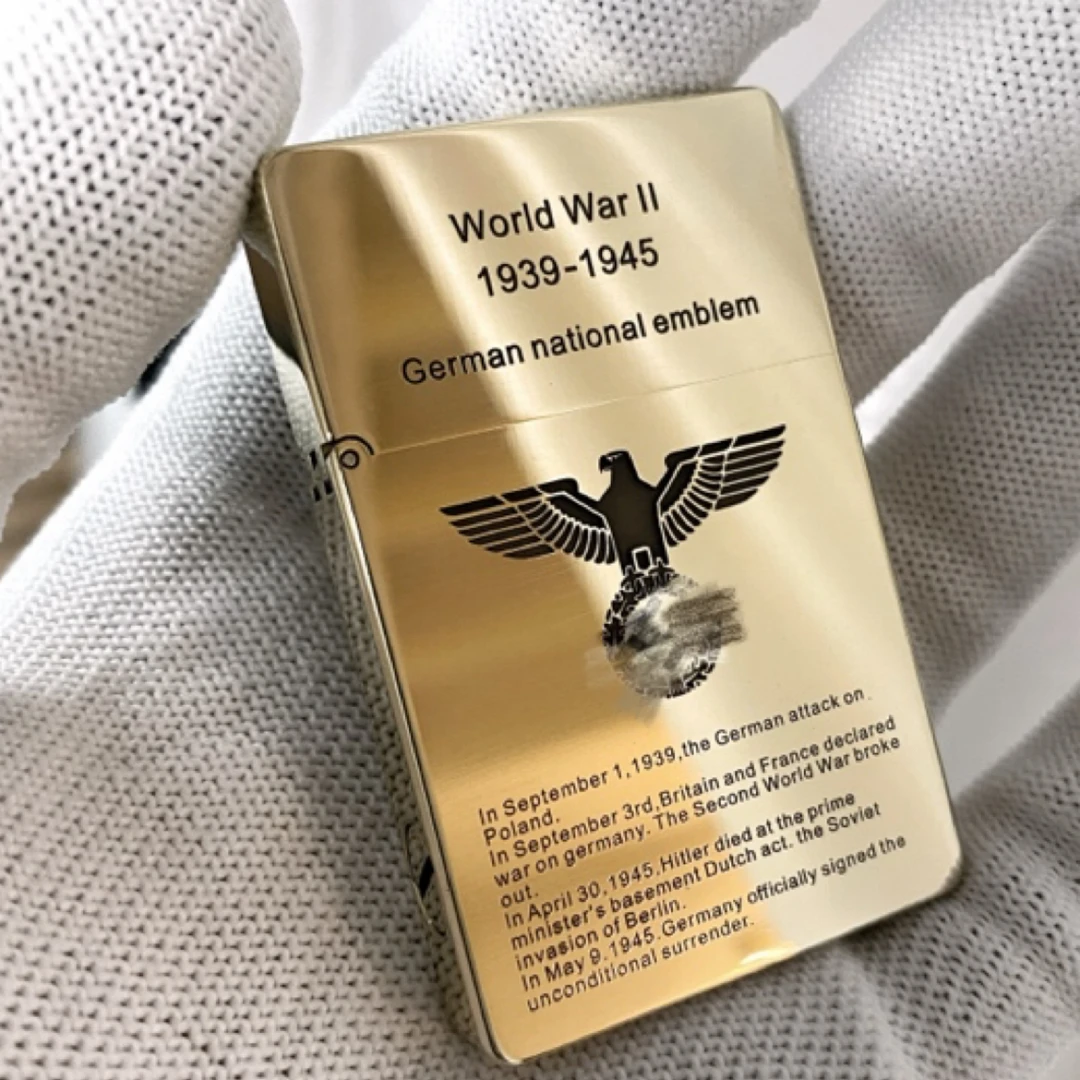 World War II
1939-1945
German national emblem
In September 1,1939,the German attack on.
Poland.
In September 3rd,Britain and France declared
war on germany. The Second World War broke
out.
In April 30,1945,Hitler died at the prime
minister's basement Dutch act. the Soviet
invasion of Berlin.
In May 9.1945.Germany officially signed the
unconditional surrender.